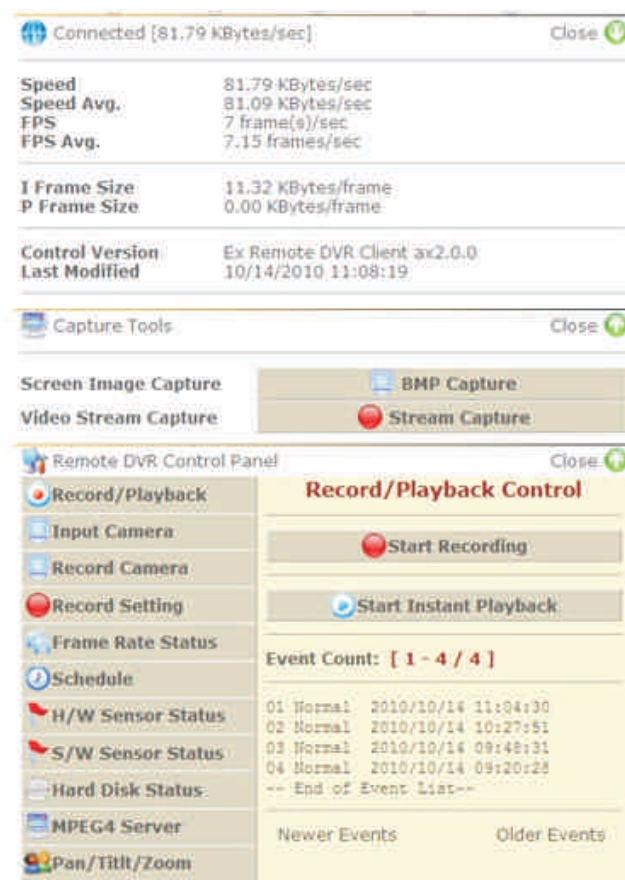 Connected [81.79 KBytes/sec] Close
Speed 81.79 KBytes/sec
Speed Avg. 81.09 KBytes/sec
FPS 7 frame(s)/sec
FPS Avg. 7.15 frames/sec
I Frame Size 11.32 KBytes/frame
P Frame Size 0.00 KBytes/frame
Control Version Ex Remote DVR Client ax2.0.0
Last Modified 10/14/2010 11:08:19
Capture Tools Close
Screen Image Capture BMP Capture
Video Stream Capture Stream Capture
Remote DVR Control Panel Close
Record/Playback
Input Camera
Record Camera
Record Setting
Frame Rate Status
Schedule
H/W Sensor Status
S/W Sensor Status
Hard Disk Status
MPEG4 Server
Pan/Titlt/Zoom
Record/Playback Control
Start Recording
Start Instant Playback
Event Count: [ 1 - 4 / 4 ]
01 Normal 2010/10/14 11:04:30
02 Normal 2010/10/14 10:27:51
03 Normal 2010/10/14 09:48:31
04 Normal 2010/10/14 09:20:28
-- End of Event List--
Newer Events Older Events